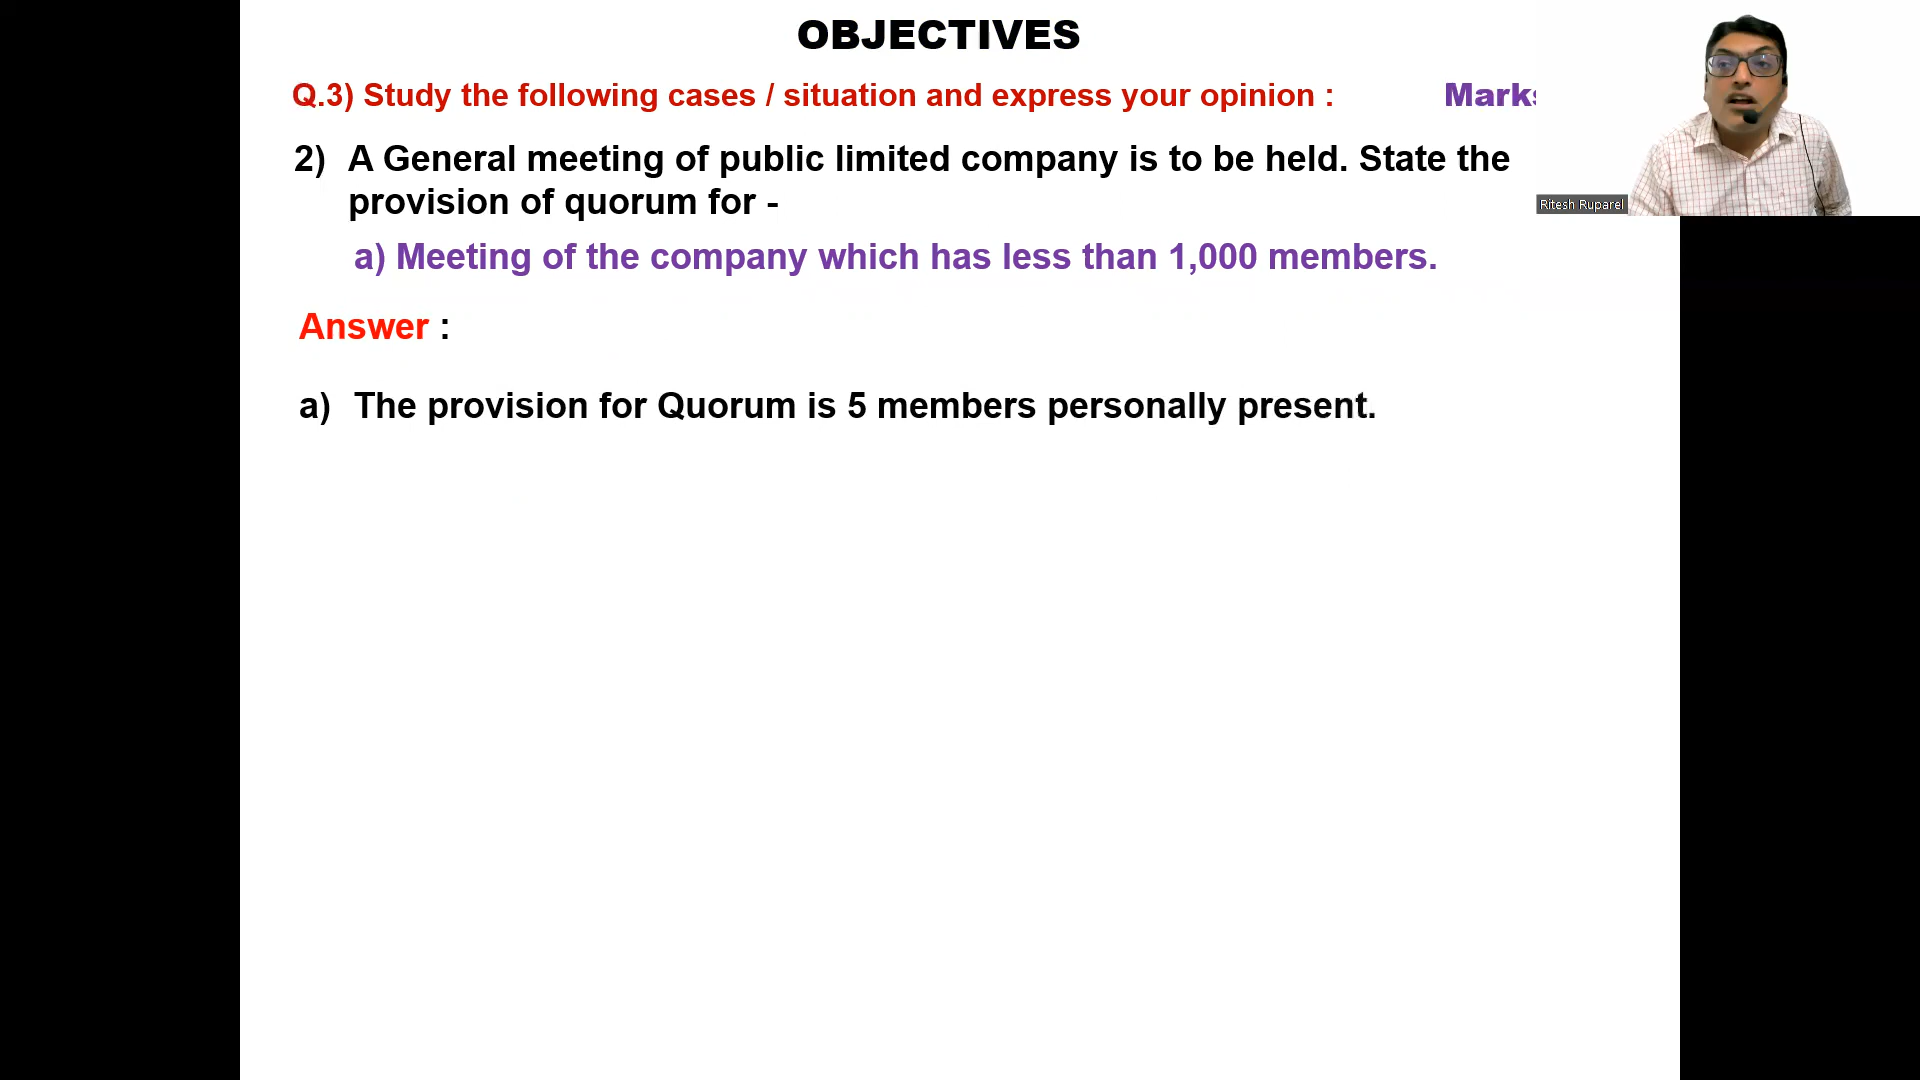 OBJECTIVES
Q.3) Study the following cases / situation and express your opinion :
Marks
2) A General meeting of public limited company is to be held. State the
provision of quorum for -
Ritesh Ruparel
a) Meeting of the company which has less than 1,000 members.
Answer :
a) The provision for Quorum is 5 members personally present.